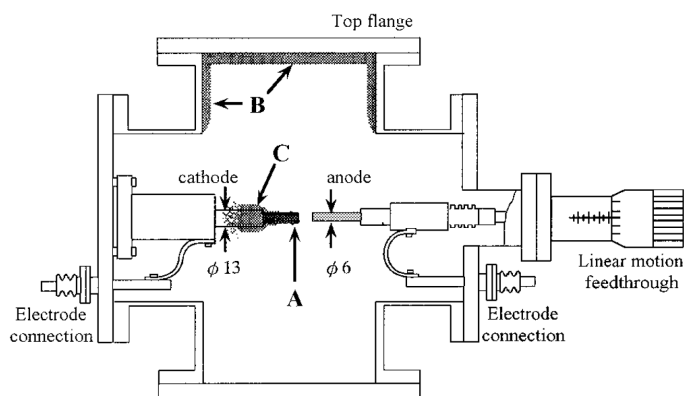 Top flange
B
C
cathode
anode
φ 13
φ 6
A
Linear motion
feedthrough
Electrode
connection
Electrode
connection